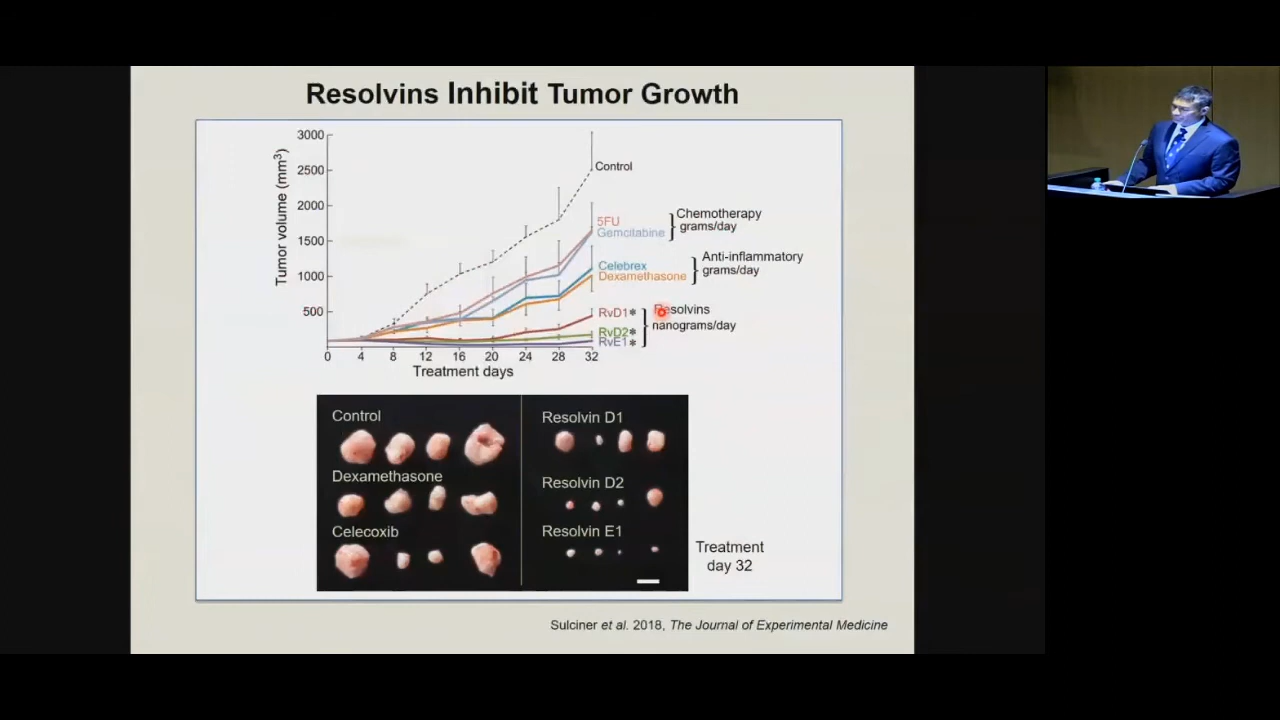 Resolvins Inhibit Tumor Growth
Tumor volume (mm³)
3000
2500
2000
1500
1000
500
0 4 8 12 16 20 24 28 32
Treatment days
Control
5FU
Gemcitabine
Chemotherapy
grams/day
Celebrex
Dexamethasone
Anti-inflammatory
grams/day
RvD1*
RvD2*
RvE1*
Resolvins
nanograms/day
Control
Dexamethasone
Celecoxib
Resolvin D1
Resolvin D2
Resolvin E1
Treatment
day 32
Sulciner et al. 2018, The Journal of Experimental Medicine